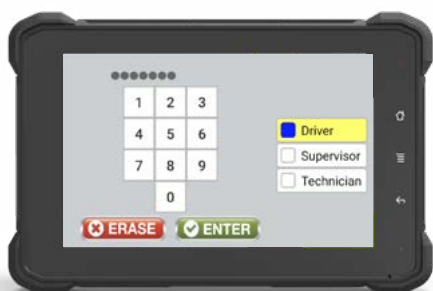 1 2 3
4 5 6
7 8 9
0
Driver
Supervisor
Technician
ERASE
ENTER